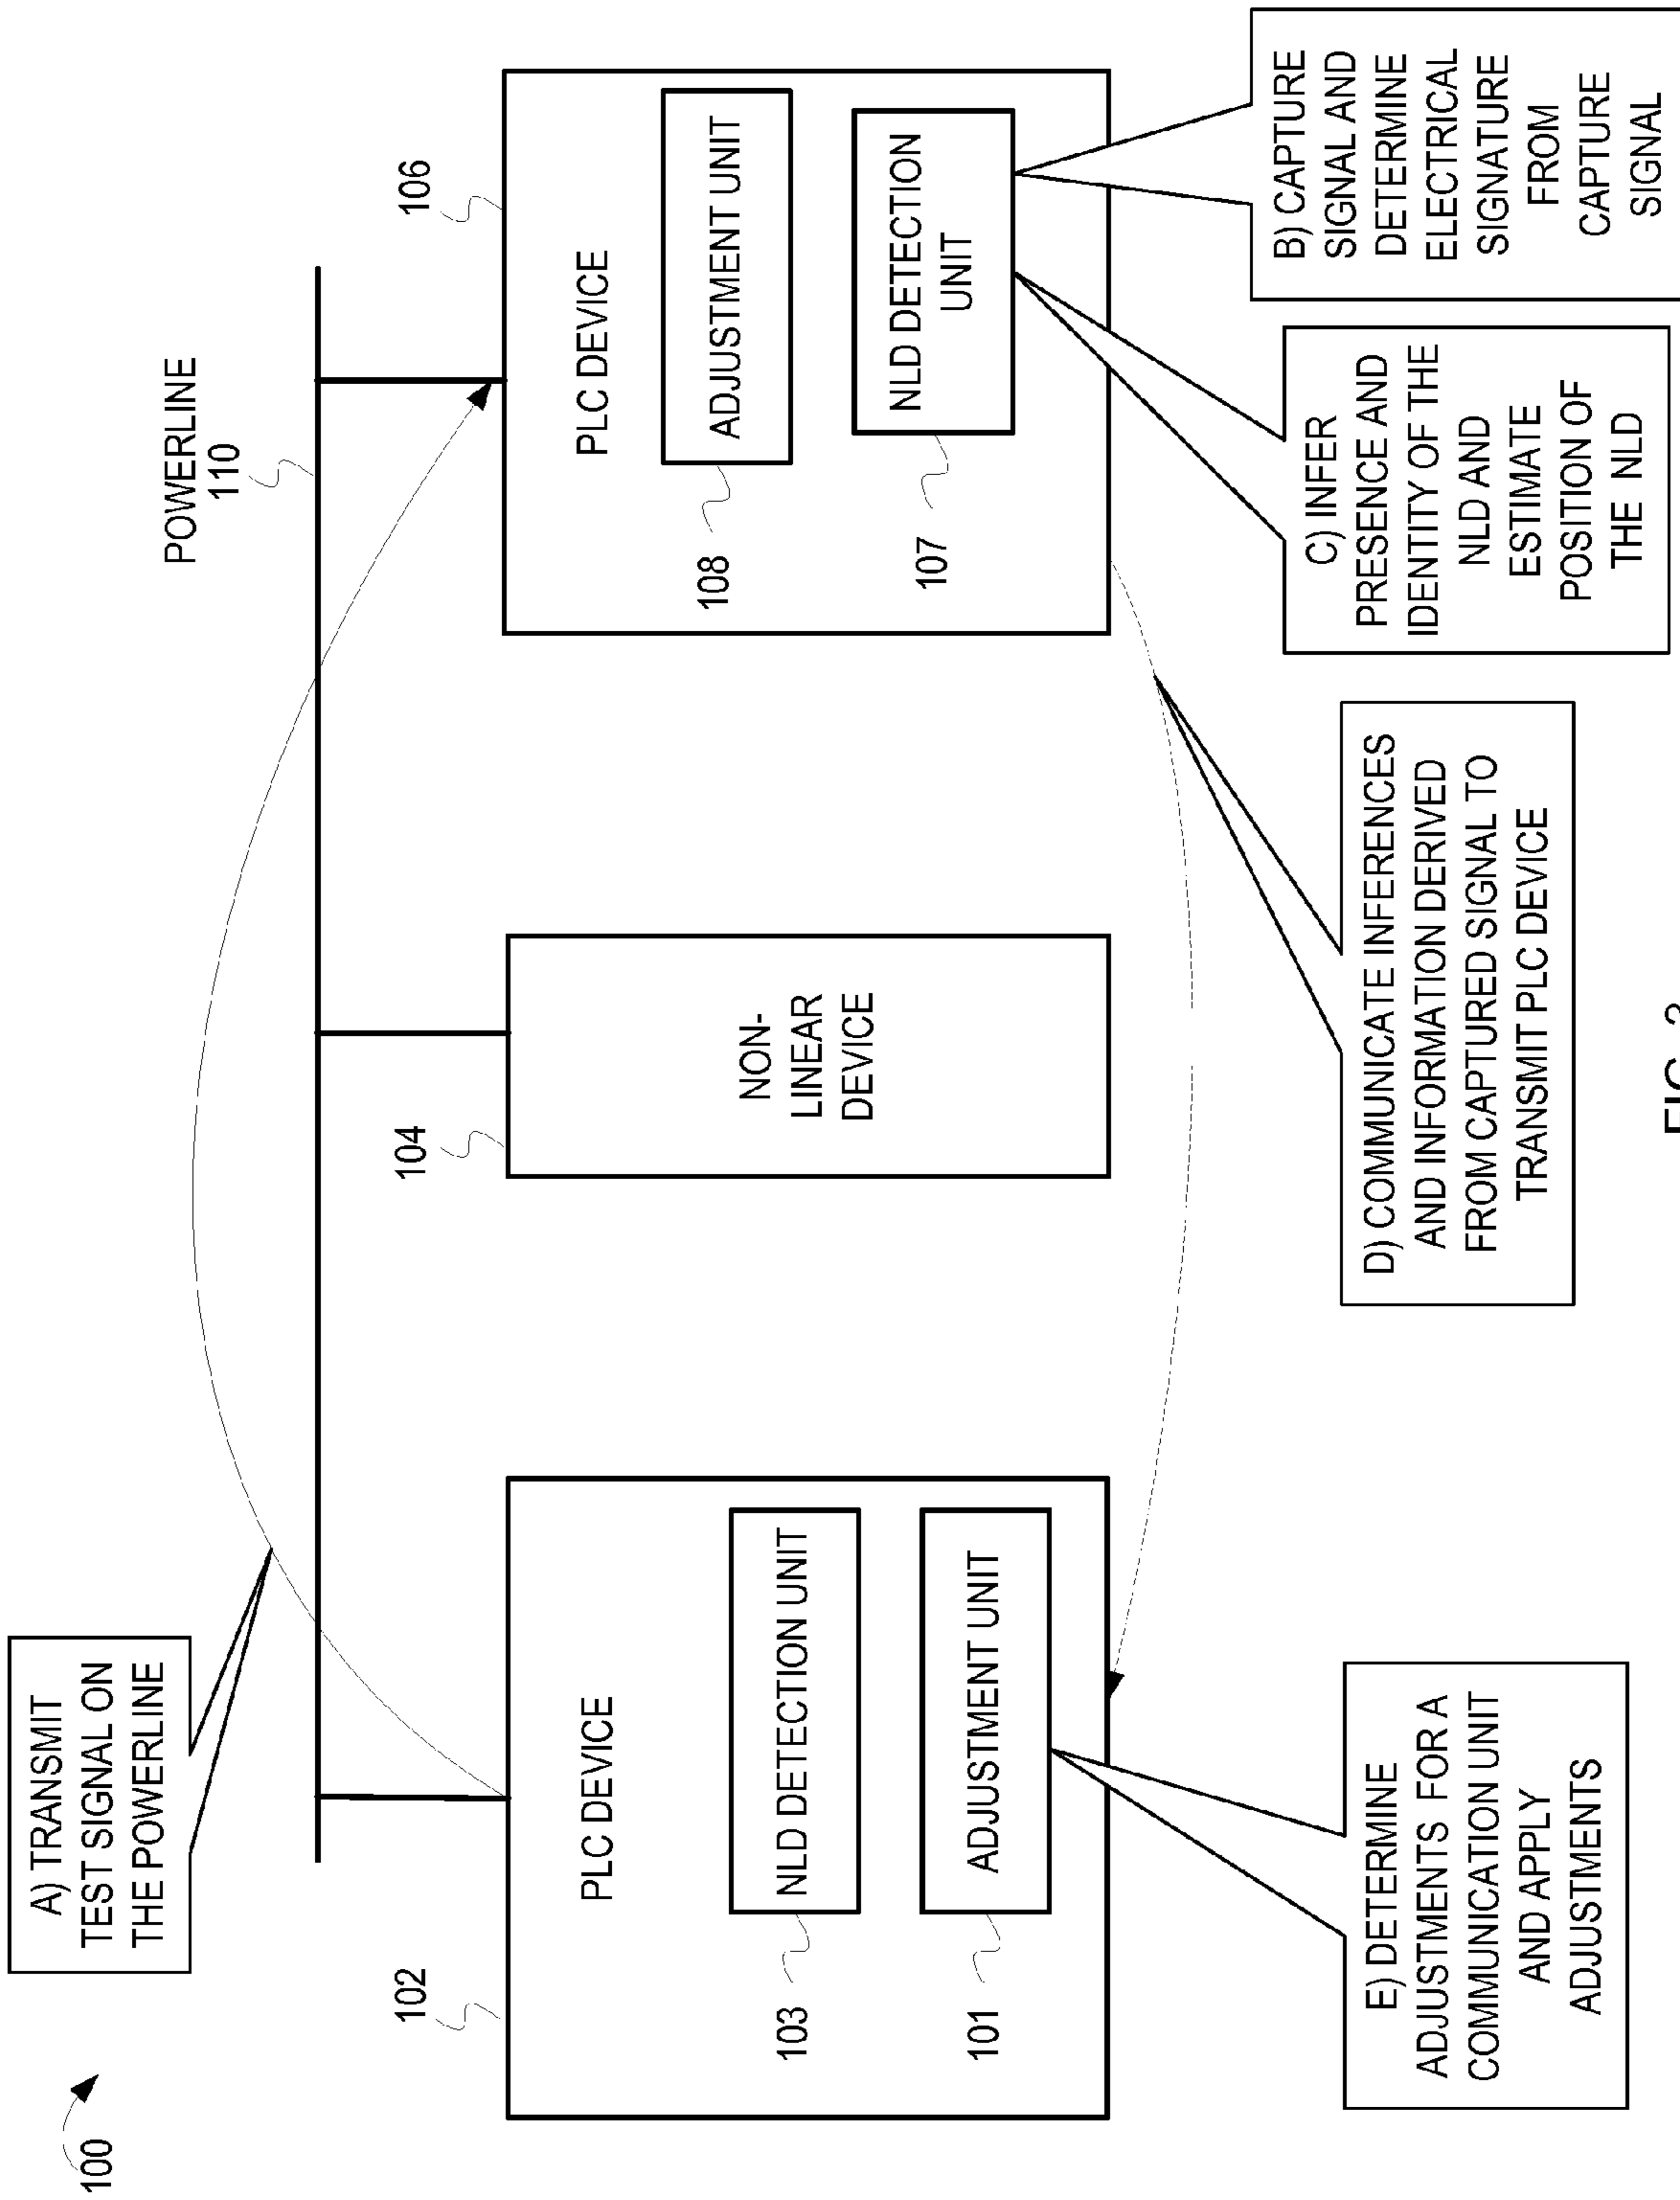 100
A) TRANSMIT
TEST SIGNAL ON
THE POWERLINE
POWERLINE
110
102
PLC DEVICE
NLD DETECTION UNIT
103
ADJUSTMENT UNIT
101
104
NON-
LINEAR
DEVICE
106
PLC DEVICE
ADJUSTMENT UNIT
108
NLD DETECTION
UNIT
107
E) DETERMINE
ADJUSTMENTS FOR A
COMMUNICATION UNIT
AND APPLY
ADJUSTMENTS
D) COMMUNICATE INFERENCES
AND INFORMATION DERIVED
FROM CAPTURED SIGNAL TO
TRANSMIT PLC DEVICE
C) INFER
PRESENCE AND
IDENTITY OF THE
NLD AND
ESTIMATE
POSITION OF
THE NLD
B) CAPTURE
SIGNAL AND
DETERMINE
ELECTRICAL
SIGNATURE
FROM
CAPTURE
SIGNAL